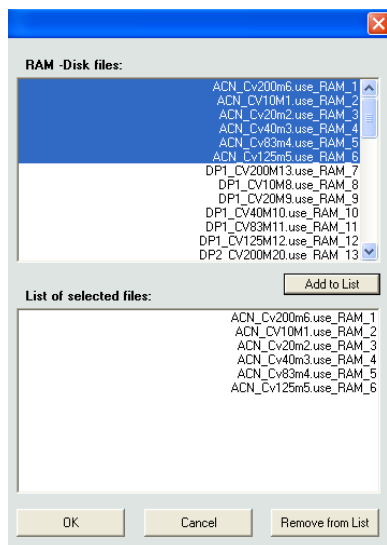 RAM -Disk files:
ACN_Cv200m6.use_RAM_1
ACN_CV10M1.use_RAM_2
ACN_Cv20m2.use_RAM_3
ACN_Cv40m3.use_RAM_4
ACN_Cv83m4.use_RAM_5
ACN_Cv125m5.use_RAM_6
DP1_CV200M13.use_RAM_7
DP1_CV10M8.use_RAM_8
DP1_CV20M9.use_RAM_9
DP1_CV40M10.use_RAM_10
DP1_CV83M11.use_RAM_11
DP1_CV125M12.use_RAM_12
DP2_CV200M20.use_RAM_13
Add to List
List of selected files:
ACN_Cv200m6.use_RAM_1
ACN_CV10M1.use_RAM_2
ACN_Cv20m2.use_RAM_3
ACN_Cv40m3.use_RAM_4
ACN_Cv83m4.use_RAM_5
ACN_Cv125m5.use_RAM_6
OK
Cancel
Remove from List